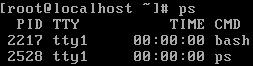 [root@localhost ~]# ps
  PID TTY          TIME CMD
 2217 tty1     00:00:00 bash
 2528 tty1     00:00:00 ps